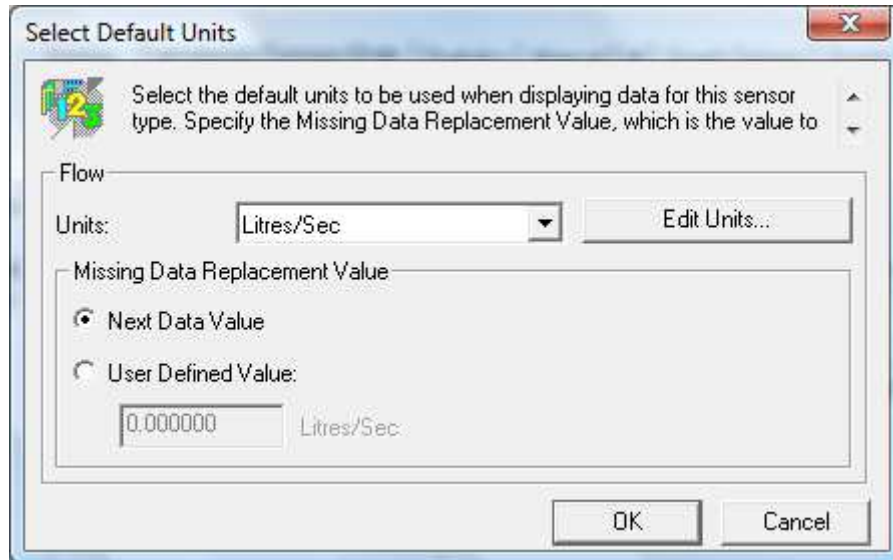 Select Default Units
Select the default units to be used when displaying data for this sensor
type. Specify the Missing Data Replacement Value, which is the value to
Flow
Units:
Litres/Sec
Edit Units...
Missing Data Replacement Value
Next Data Value
User Defined Value:
0.000000
Litres/Sec
OK
Cancel